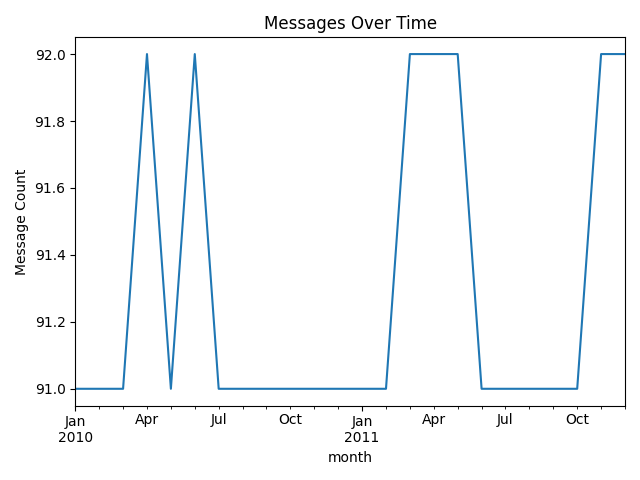 Messages Over Time
Message Count
92.0
91.8
91.6
91.4
91.2
91.0
Jan Apr Jul Oct Jan Apr Jul Oct
2010 2011
month